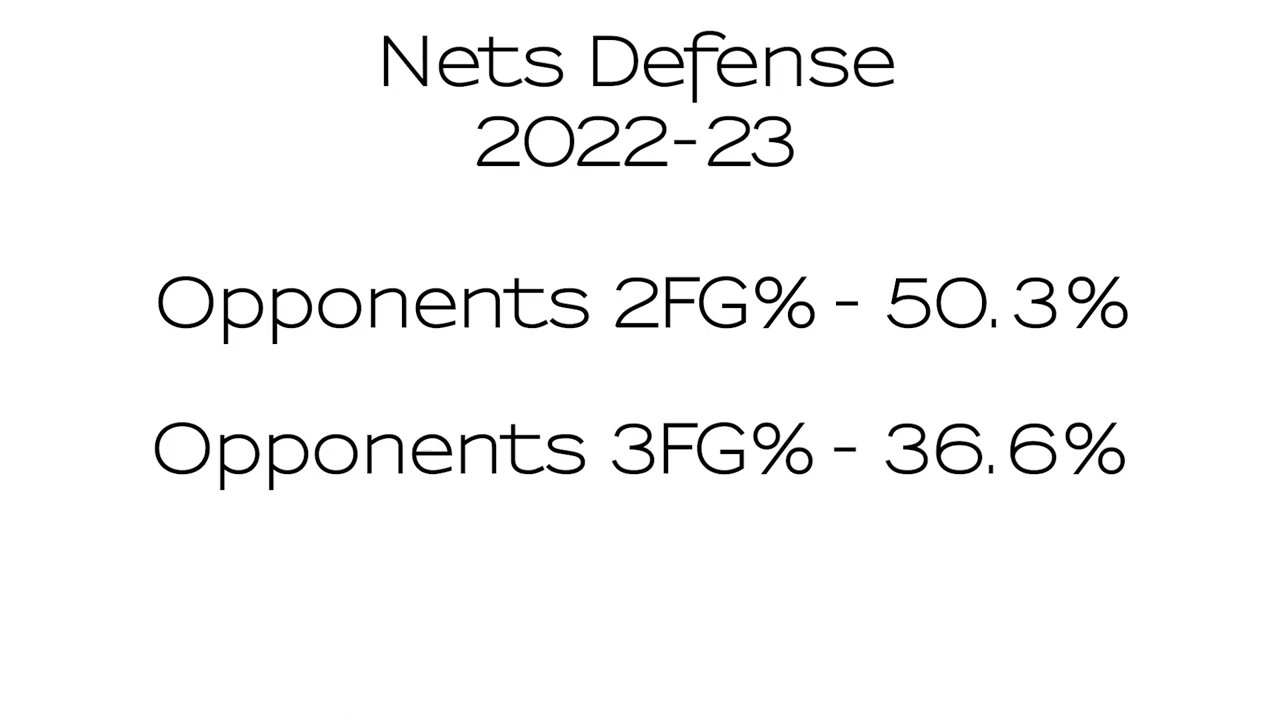 Nets Defense
2022-23
Opponents 2FG% - 50.3%
Opponents 3FG% - 36.6%